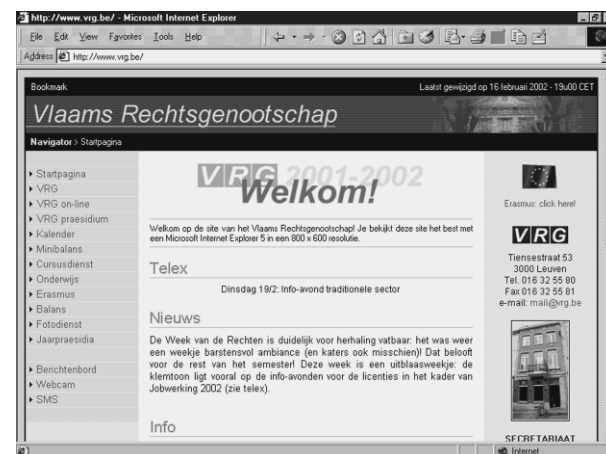 http://www.vrg.be/ - Microsoft Internet Explorer
File Edit View Favorites Tools Help
Address http://www.vrg.be/
Bookmark
Laatst gewijzigd op 16 februari 2002 - 19u00 CET
Vlaams Rechtsgenootschap
Navigator > Startpagina
Startpagina
VRG
VRG on-line
VRG praesidium
Kalender
Minibalans
Cursusdienst
Onderwijs
Erasmus
Balans
Fotodienst
Jaarpraesidia
Berichtenbord
Webcam
SMS
VRG 2001-2002
Welkom!
Welkom op de site van het Vlaams Rechtsgenootschap! Je bekijkt deze site het best met
een Microsoft Internet Explorer 5 in een 800 x 600 resolutie.
Telex
Dinsdag 19/2: Info-avond traditionele sector
Nieuws
De Week van de Rechten is duidelijk voor herhaling vatbaar: het was weer
een weekje barstensvol ambiance (en katers ook misschien)! Dat belooft
voor de rest van het semester! Deze week is een uitblaasweekje: de
klemtoon ligt vooral op de info-avonden voor de licenties in het kader van
Jobwerking 2002 (zie telex).
Info
Erasmus: click here!
VRG
Tiensestraat 53
3000 Leuven
Tel. 016 32 55 80
Fax 016 32 55 81
e-mail: mail@vrg.be
SECRETARIAAT
Internet